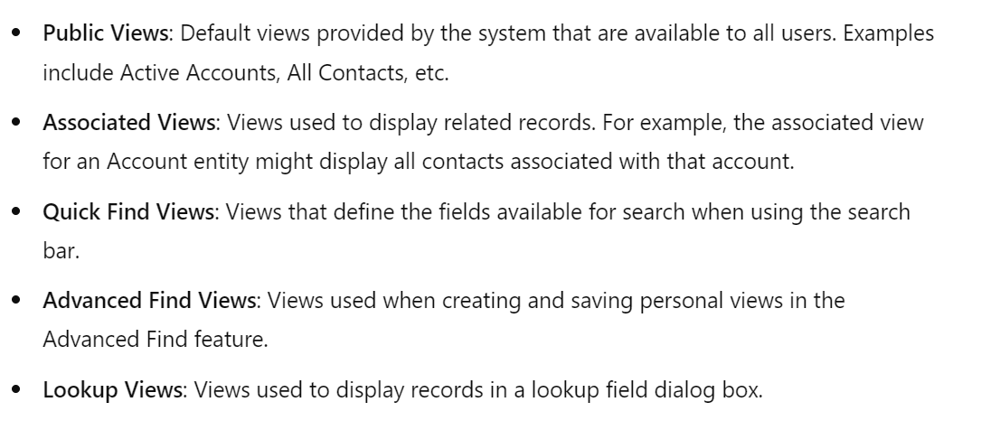 • Public Views: Default views provided by the system that are available to all users. Examples
include Active Accounts, All Contacts, etc.
• Associated Views: Views used to display related records. For example, the associated view
for an Account entity might display all contacts associated with that account.
• Quick Find Views: Views that define the fields available for search when using the search
bar.
• Advanced Find Views: Views used when creating and saving personal views in the
Advanced Find feature.
• Lookup Views: Views used to display records in a lookup field dialog box.